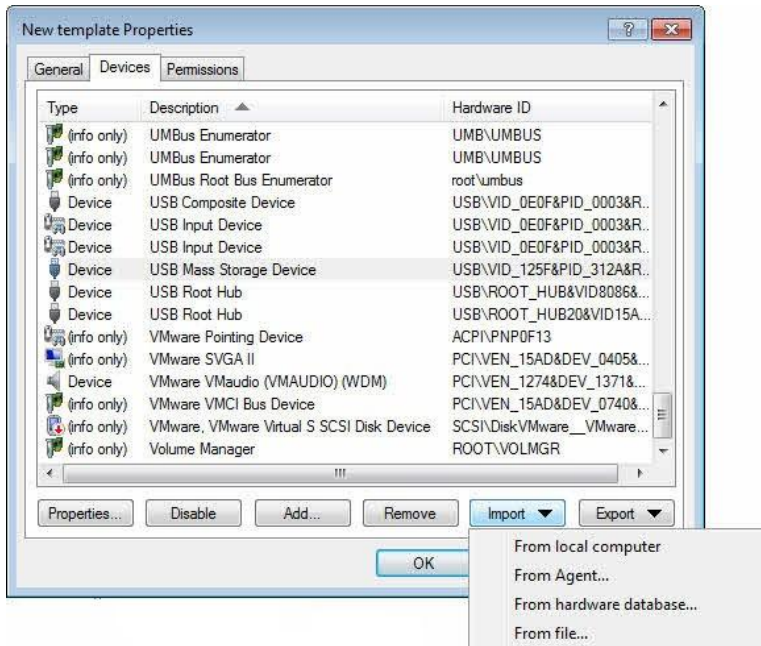 New template Properties
General Devices Permissions
Type Description Hardware ID
(info only) UMBus Enumerator UMB\UMBUS
(info only) UMBus Enumerator UMB\UMBUS
(info only) UMBus Root Bus Enumerator root\umbus
Device USB Composite Device USB\VID_0E0F&PID_0003&R..
Device USB Input Device USB\VID_0E0F&PID_0003&R..
Device USB Input Device USB\VID_0E0F&PID_0003&R..
Device USB Mass Storage Device USB\VID_125F&PID_312A&R..
Device USB Root Hub USB\ROOT_HUB&VID8086&...
Device USB Root Hub USB\ROOT_HUB20&VID15A...
(info only) VMware Pointing Device ACPI\PNP0F13
(info only) VMware SVGA II PCI\VEN_15AD&DEV_0405&...
Device VMware VMaudio (VMAUDIO) (WDM) PCI\VEN_1274&DEV_1371&...
(info only) VMware VMCI Bus Device PCI\VEN_15AD&DEV_0740&...
(info only) VMware, VMware Virtual S SCSI Disk Device SCSI\DiskVMware__VMware...
(info only) Volume Manager ROOT\VOLMGR
Properties... Disable Add... Remove Import Export
OK
From local computer
From Agent...
From hardware database...
From file...